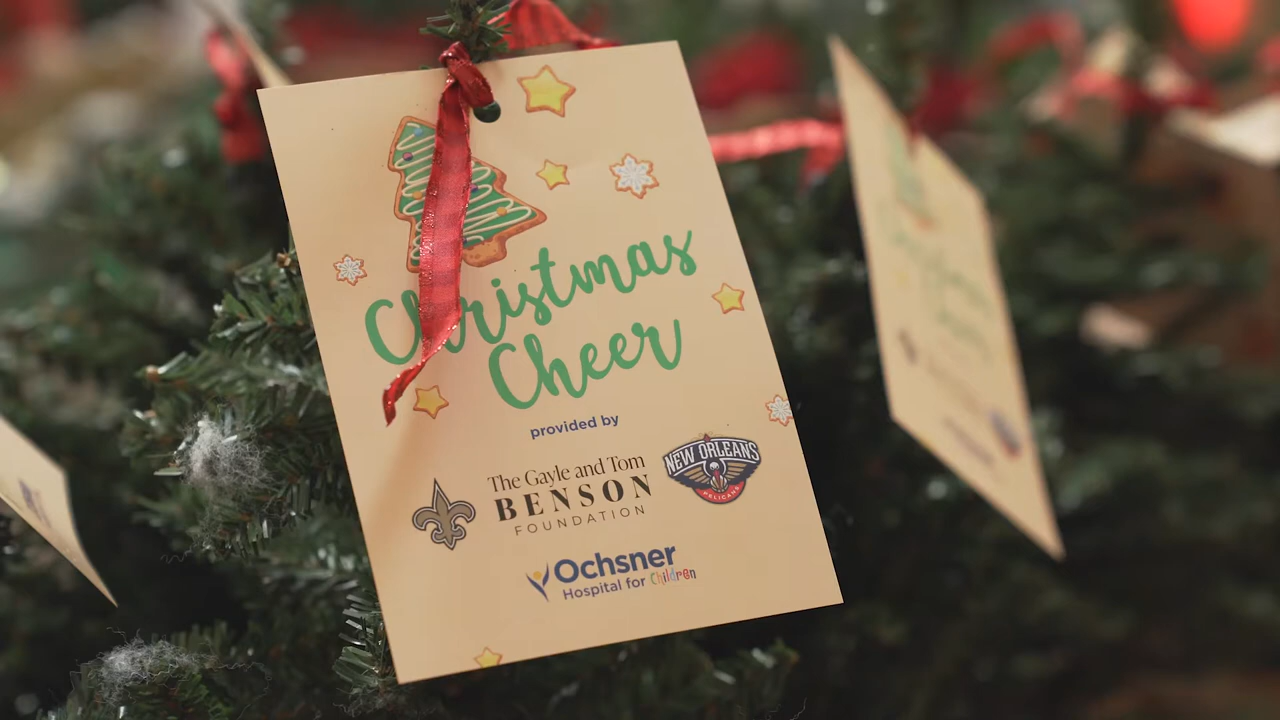 Christmas
Cheer
provided by
The Gayle and Tom
BENSON
FOUNDATION
NEW ORLEANS
PELICANS
Ochsner
Hospital for Children